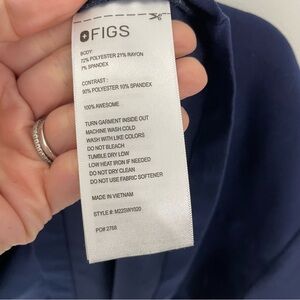 FIGS
BODY:
72% POLYESTER 21% RAYON
7% SPANDEX
CONTRAST:
90% POLYESTER 10% SPANDEX
100% AWESOME
TURN GARMENT INSIDE OUT
MACHINE WASH COLD
WASH WITH LIKE COLORS
DO NOT BLEACH
TUMBLE DRY LOW
LOW HEAT IRON IF NEEDED
DO NOT DRY CLEAN
DO NOT USE FABRIC SOFTENER
MADE IN VIETNAM
STYLE #: M22SWY020
PO# 2768